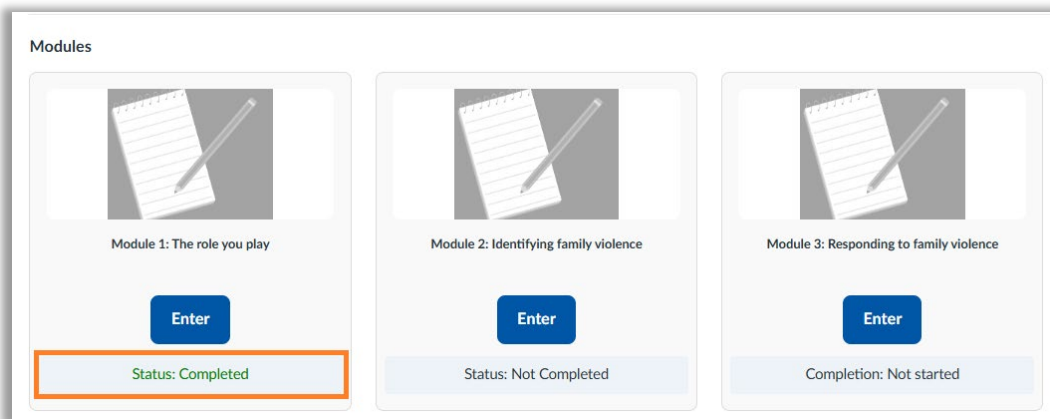 Modules
Module 1: The role you play
Module 2: Identifying family violence
Module 3: Responding to family violence
Enter
Enter
Enter
Status: Completed
Status: Not Completed
Completion: Not started